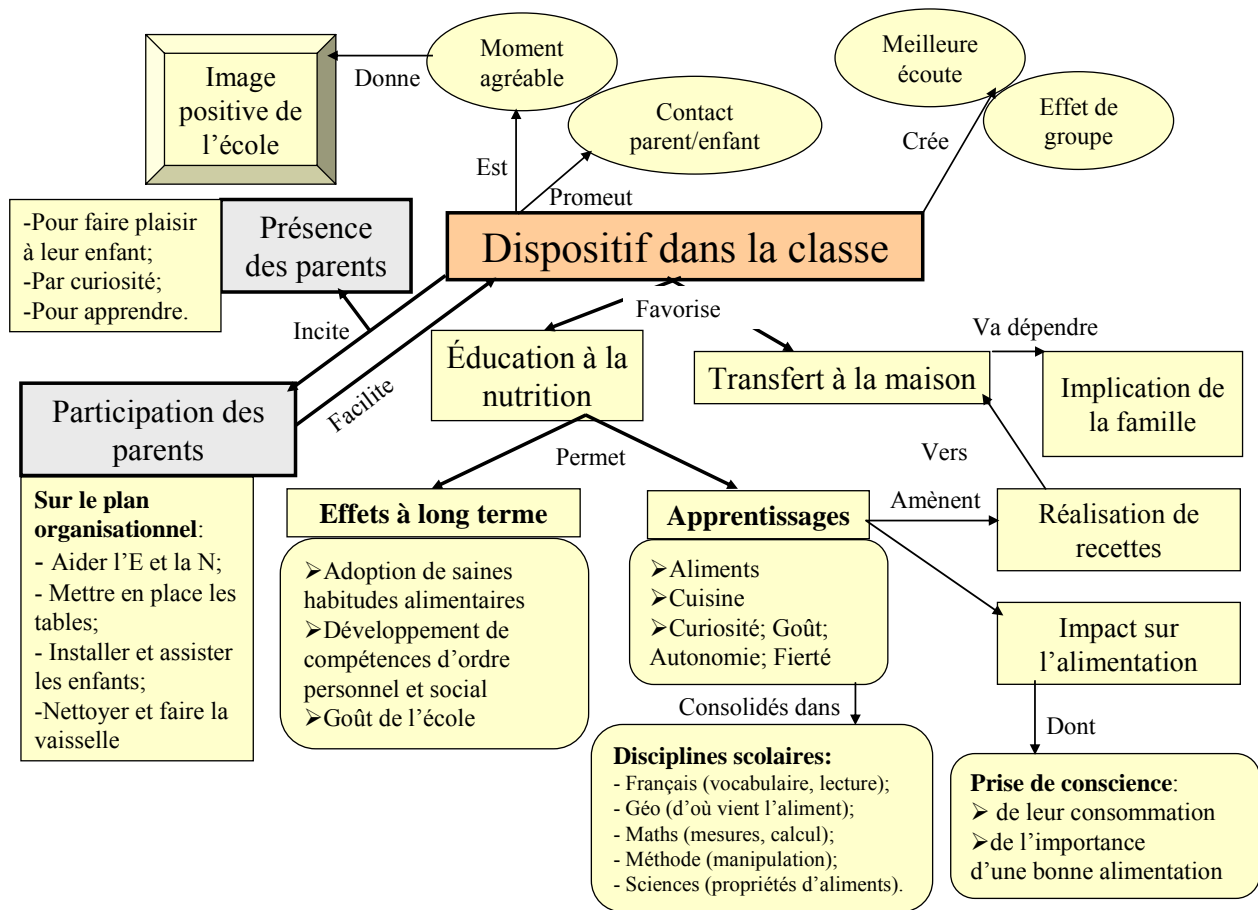 Image
positive de
l'école
Donne
Moment
agréable
Contact
parent/enfant
Est
Promeut
Meilleure
écoute
Effet de
groupe
Crée
-Pour faire plaisir
à leur enfant;
-Par curiosité;
-Pour apprendre.
Présence
des parents
Dispositif dans la classe
Incite
Facilite
Favorise
Participation des
parents
Éducation à la
nutrition
Transfert à la maison
Va dépendre
Implication de
la famille
Vers
Permet
Sur le plan
organisationnel:
- Aider l'E et la N;
- Mettre en place les
tables;
- Installer et assister
les enfants;
-Nettoyer et faire la
vaisselle
Effets à long terme
➢Adoption de saines
habitudes alimentaires
➢Développement de
compétences d'ordre
personnel et social
➢Goût de l'école
Apprentissages
➢Aliments
➢Cuisine
➢Curiosité; Goût;
Autonomie; Fierté
Amènent
Réalisation de
recettes
Impact sur
l'alimentation
Consolidés dans
Dont
Disciplines scolaires:
- Français (vocabulaire, lecture);
- Géo (d'où vient l'aliment);
- Maths (mesures, calcul);
- Méthode (manipulation);
- Sciences (propriétés d'aliments).
Prise de conscience:
➢ de leur consommation
➢de l'importance
d'une bonne alimentation